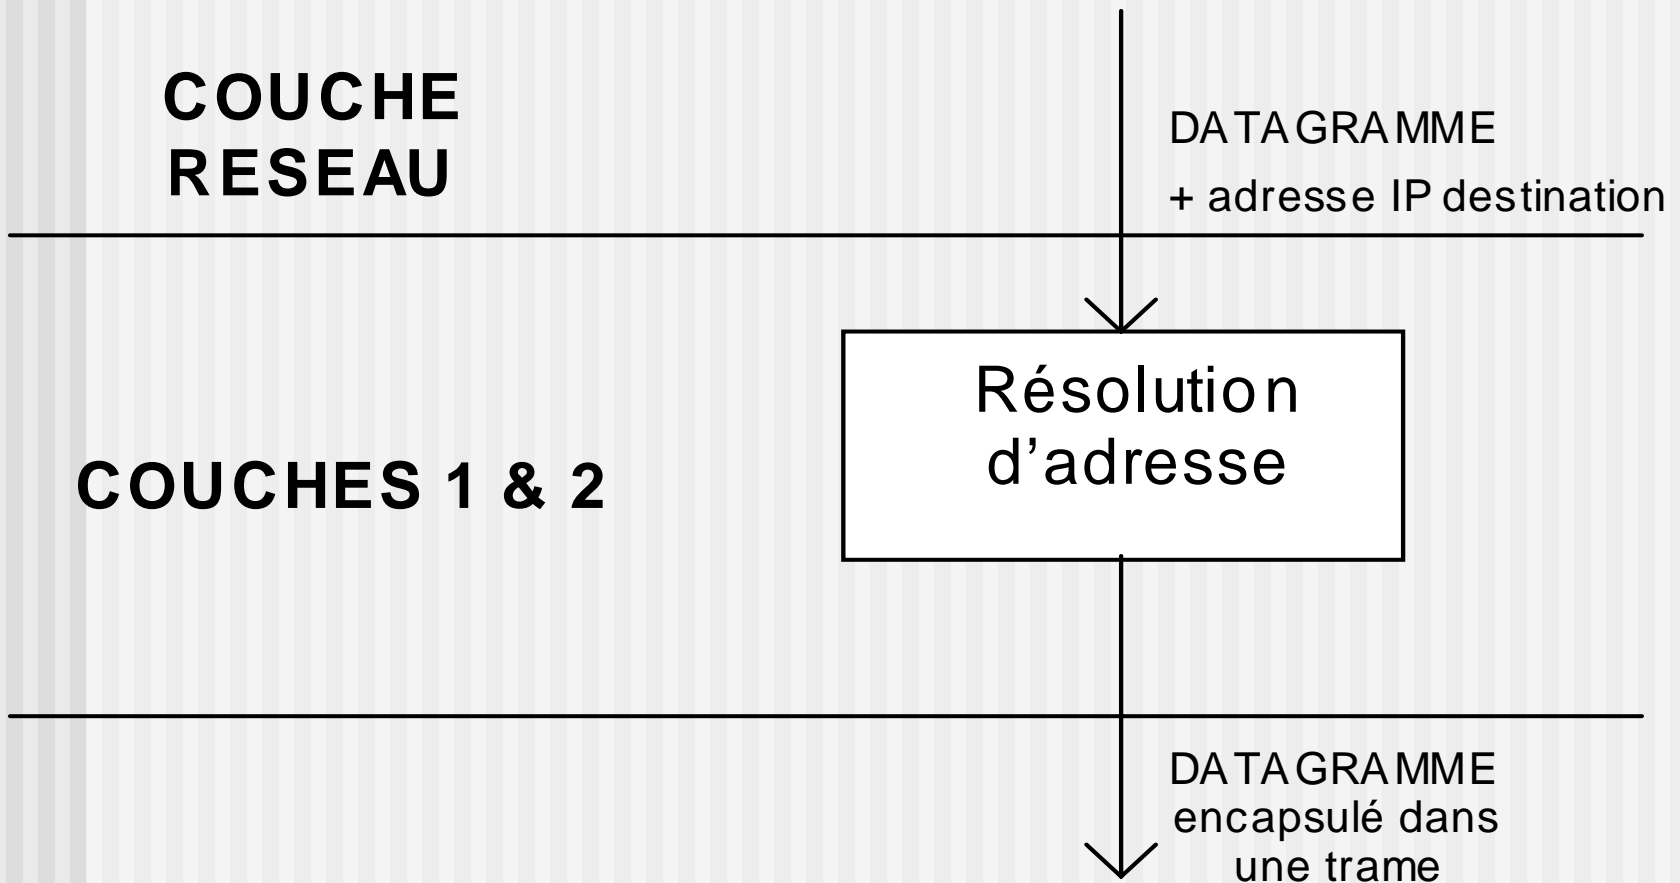 COUCHE
RESEAU
DATAGRAMME
+ adresse IP destination
Résolution
d’adresse
COUCHES 1 & 2
DATAGRAMME
encapsulé dans
une trame